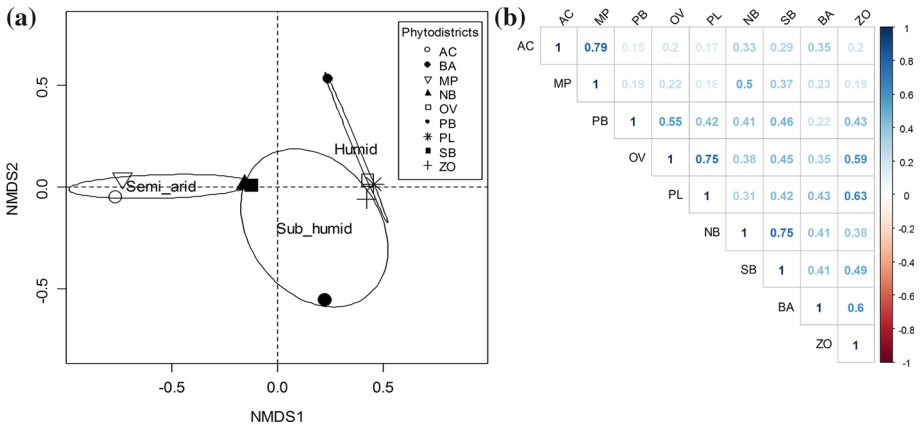 (a)
Phytodistricts
AC
BA
MP
NB
OV
PB
PL
SB
ZO
Humid
Semi_arid
Sub_humid
NMDS2
0.5
0.0
-0.5
-0.5
0.0
0.5
NMDS1
(b)
AC MP PB OV PL NB SB BA ZO
AC 1 0.79 0.15 0.2 0.17 0.33 0.29 0.35 0.2
MP 1 0.19 0.22 0.16 0.5 0.37 0.23 0.19
PB 1 0.55 0.42 0.41 0.46 0.22 0.43
OV 1 0.75 0.38 0.45 0.35 0.59
PL 1 0.31 0.42 0.43 0.63
NB 1 0.75 0.41 0.38
SB 1 0.41 0.49
BA 1 0.6
ZO 1
1
0.8
0.6
0.4
0.2
0
-0.2
-0.4
-0.6
-0.8
-1